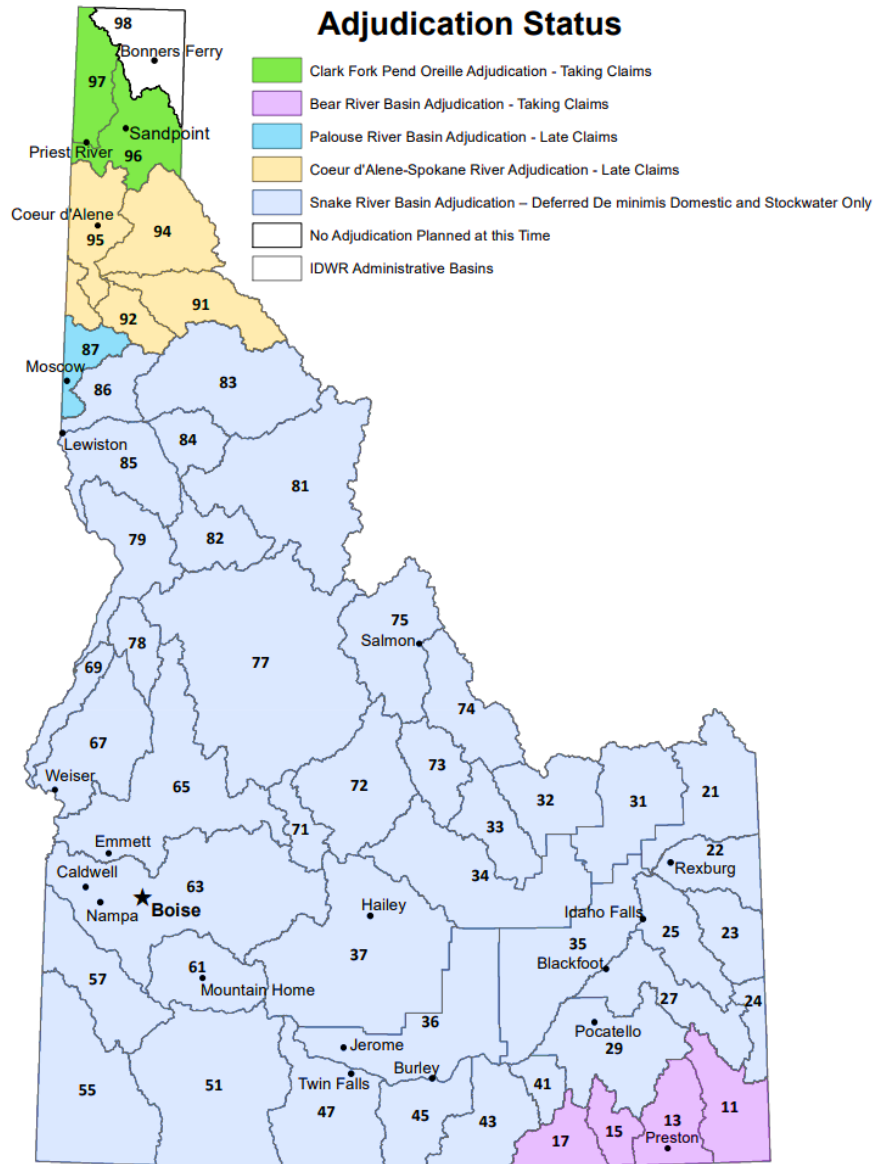 Adjudication Status
98
Bonners Ferry
Clark Fork Pend Oreille Adjudication - Taking Claims
97
Bear River Basin Adjudication - Taking Claims
Sandpoint
Palouse River Basin Adjudication - Late Claims
Priest River
96
Coeur d'Alene-Spokane River Adjudication - Late Claims
Snake River Basin Adjudication – Deferred De minimis Domestic and Stockwater Only
Coeur d'Alene
94
95
No Adjudication Planned at this Time
IDWR Administrative Basins
91
92
87
Moscow
86
83
84
Lewiston
85
81
79
82
75
Salmon
78
77
69
74
67
73
Weiser
65
72
32
31
21
71
33
Emmett
22
Rexburg
Caldwell
34
63
Nampa
Boise
Hailey
Idaho Falls
25
23
35
37
Blackfoot
57
61
Mountain Home
27
24
36
Pocatello
Jerome
29
Burley
Twin Falls
55
51
41
47
45
43
11
13
15
17
Preston